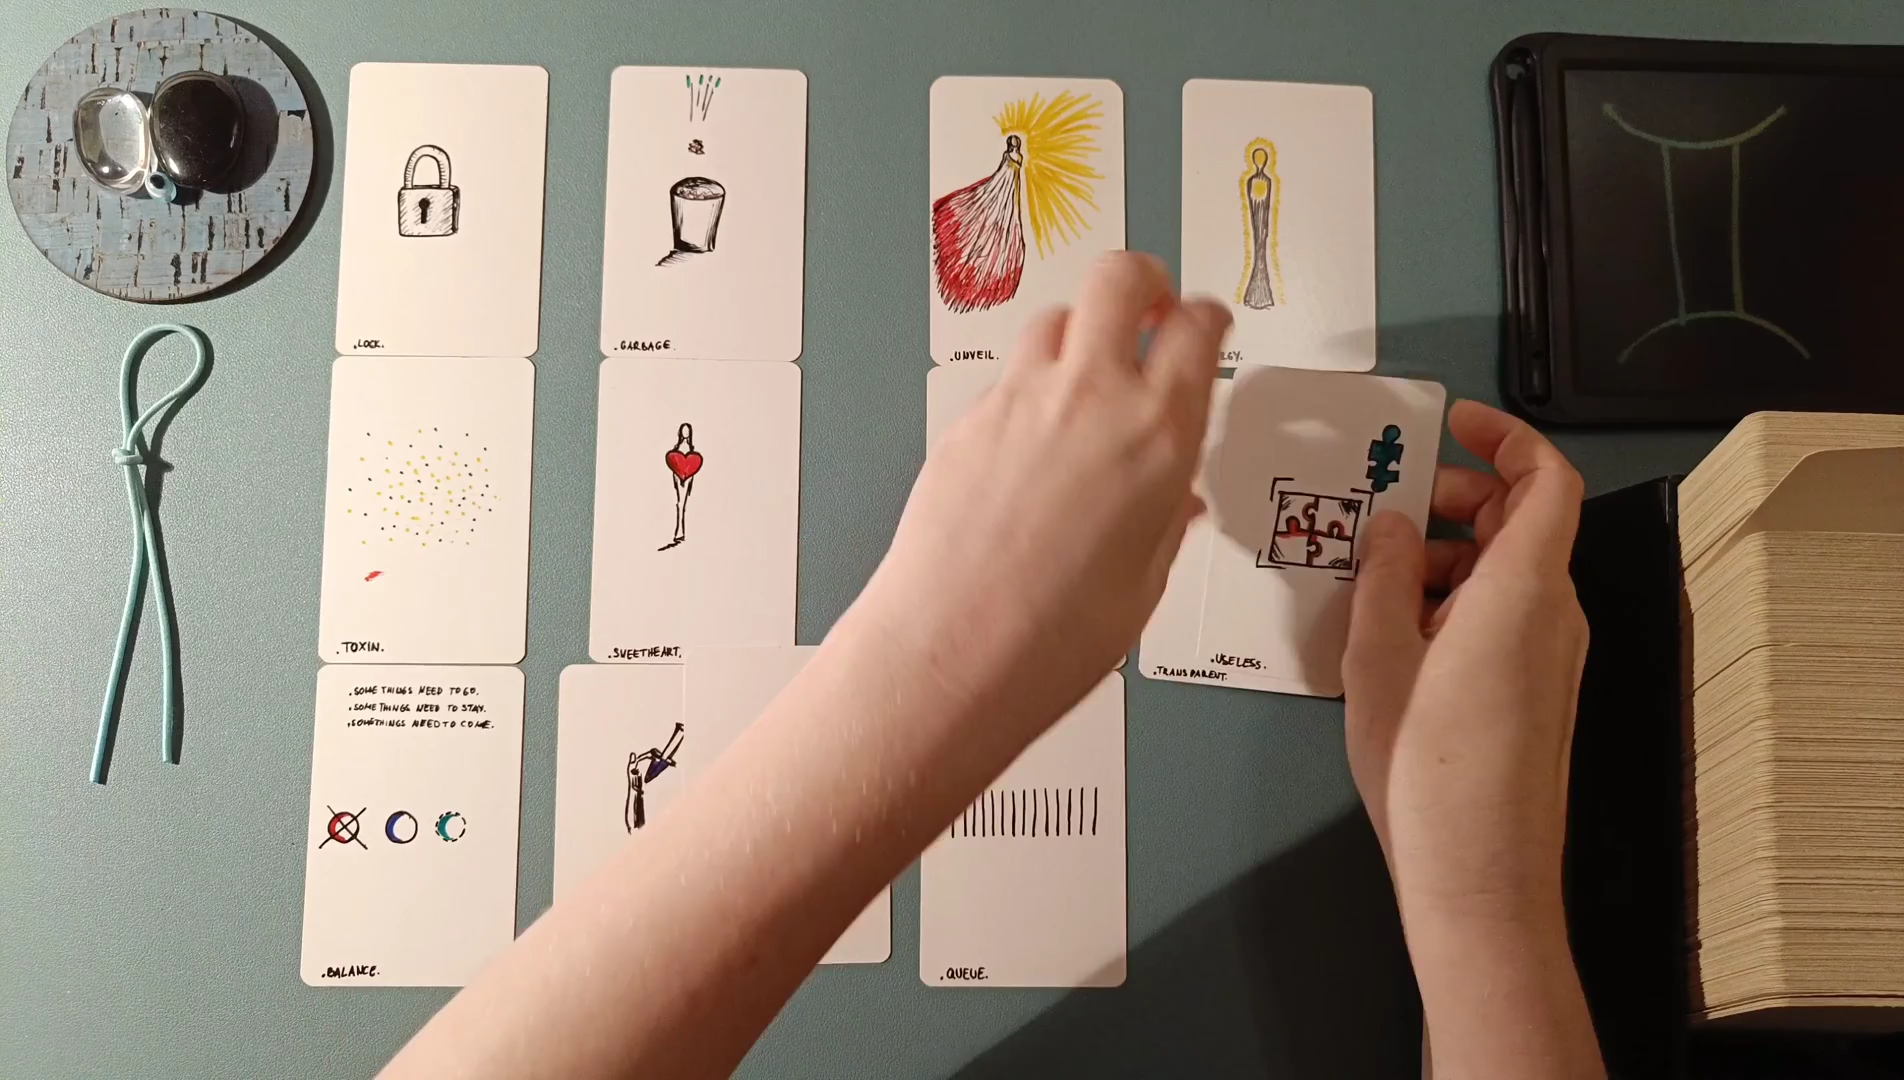 .LOCK.
.GARBAGE.
.UNVEIL.
.TOXIN.
.SWEETHEART.
.USELESS.
.TRANSPARENT.
.SOME THINGS NEED TO GO.
.SOME THINGS NEED TO STAY.
.SOMETHINGS NEED TO COME.
.BALANCE.
.QUEUE.